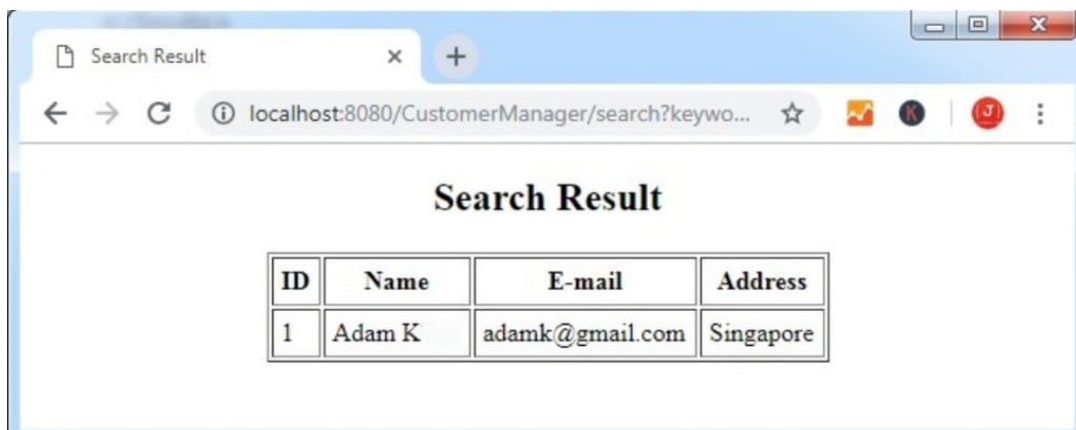 Search Result
localhost:8080/CustomerManager/search?keywo...
K
(J)
Search Result
ID Name E-mail Address
1 Adam K adamk@gmail.com Singapore